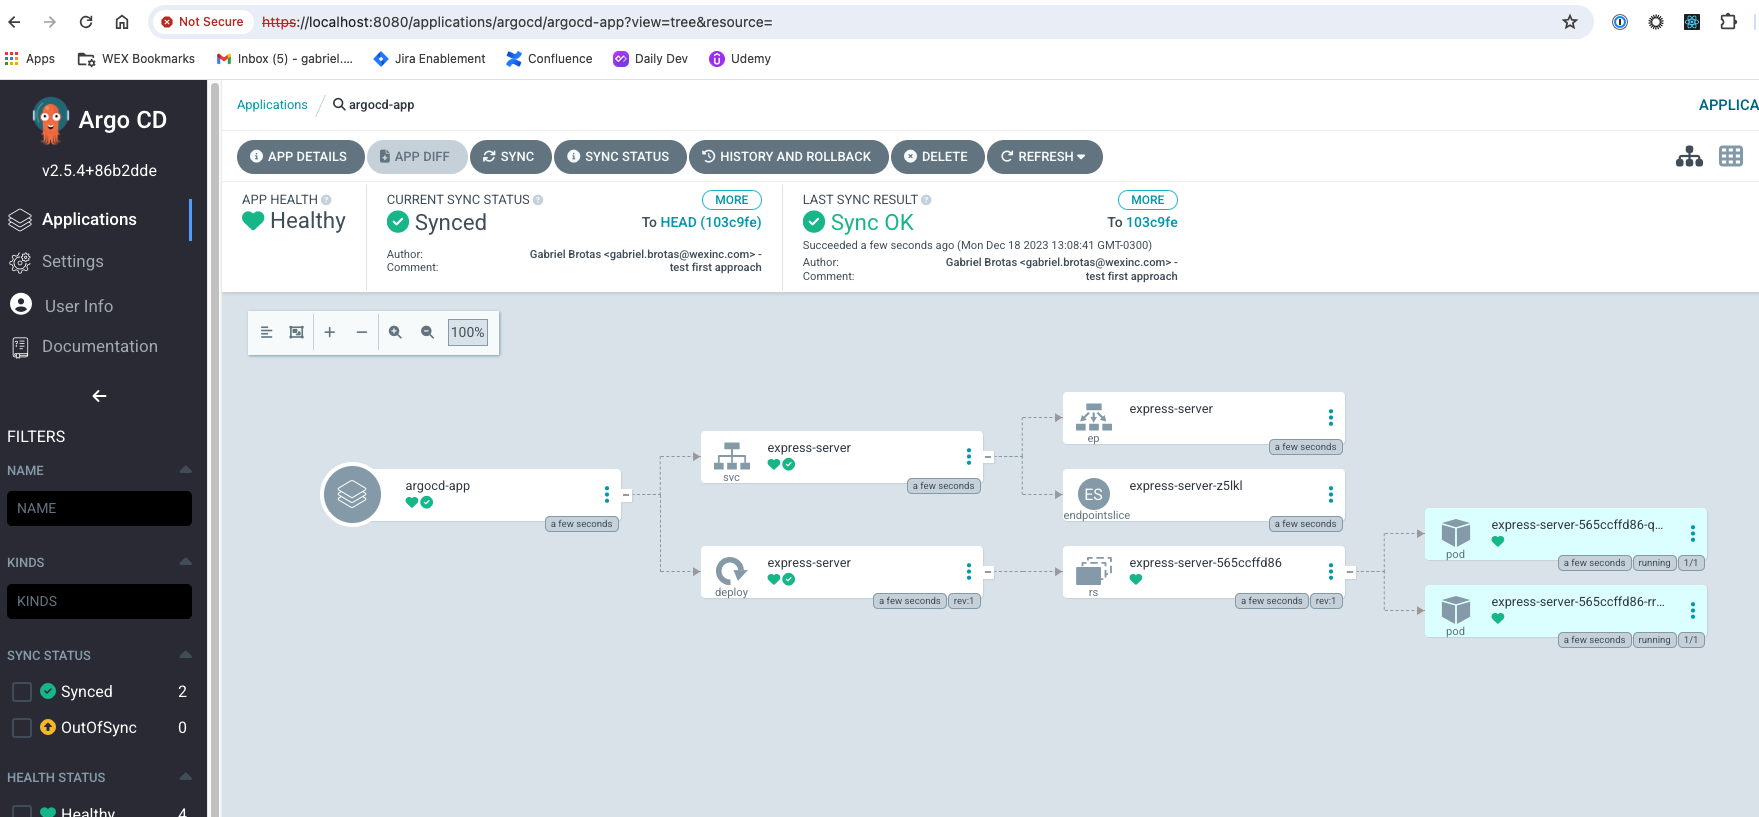 Not Secure https://localhost:8080/applications/argocd/argocd-app?view=tree&resource=
Apps WEX Bookmarks Inbox (5) - gabriel.... Jira Enablement Confluence Daily Dev Udemy
Argo CD
v2.5.4+86b2dde
Applications
Settings
User Info
Documentation
FILTERS
NAME
NAME
KINDS
KINDS
SYNC STATUS
Synced 2
OutOfSync 0
HEALTH STATUS
Healthy 4
Applications / argocd-app
APPLICA
APP DETAILS APP DIFF SYNC SYNC STATUS HISTORY AND ROLLBACK DELETE REFRESH
APP HEALTH
Healthy
CURRENT SYNC STATUS MORE
Synced To HEAD (103c9fe)
Author: Gabriel Brotas <gabriel.brotas@wexinc.com> -
Comment: test first approach
LAST SYNC RESULT MORE
Sync OK To 103c9fe
Succeeded a few seconds ago (Mon Dec 18 2023 13:08:41 GMT-0300)
Author: Gabriel Brotas <gabriel.brotas@wexinc.com> -
Comment: test first approach
100%
argocd-app
a few seconds
express-server
svc
a few seconds
express-server
deploy
a few seconds rev:1
express-server
ep
a few seconds
ES
express-server-z5lkl
endpointslice
a few seconds
express-server-565ccffd86
rs
a few seconds rev:1
express-server-565ccffd86-q...
pod
a few seconds running 1/1
express-server-565ccffd86-rr...
pod
a few seconds running 1/1